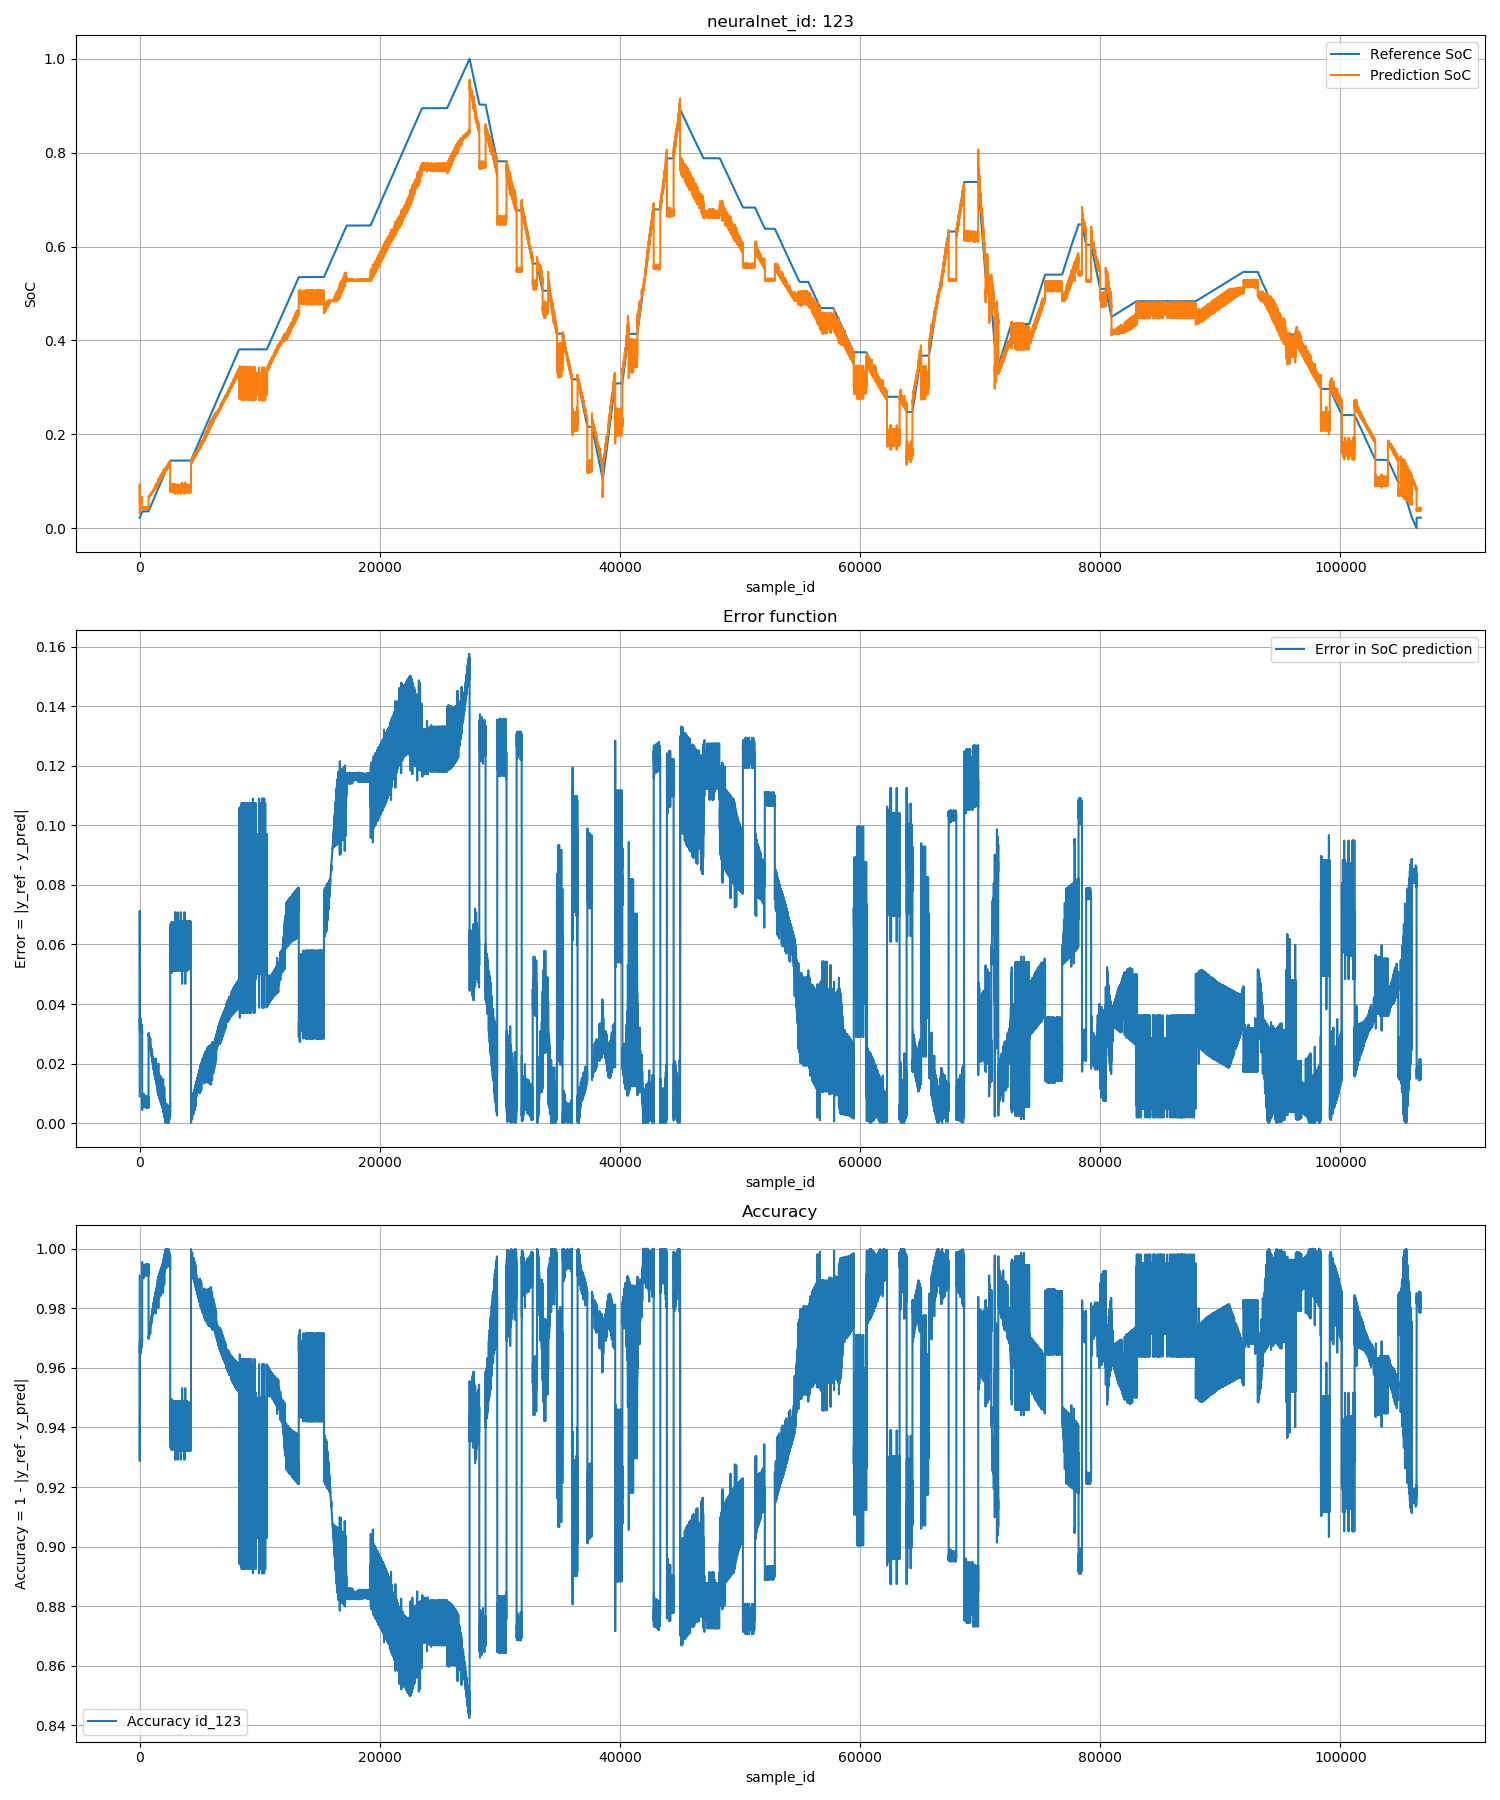 neuralnet_id: 123
Reference SoC
Prediction SoC
SoC
1.0
0.8
0.6
0.4
0.2
0.0
0 20000 40000 60000 80000 100000
sample_id
Error function
Error in SoC prediction
Error = |y_ref - y_pred|
0.16
0.14
0.12
0.10
0.08
0.06
0.04
0.02
0.00
0 20000 40000 60000 80000 100000
sample_id
Accuracy
Accuracy = 1 - |y_ref - y_pred|
1.00
0.98
0.96
0.94
0.92
0.90
0.88
0.86
0.84
Accuracy id_123
0 20000 40000 60000 80000 100000
sample_id